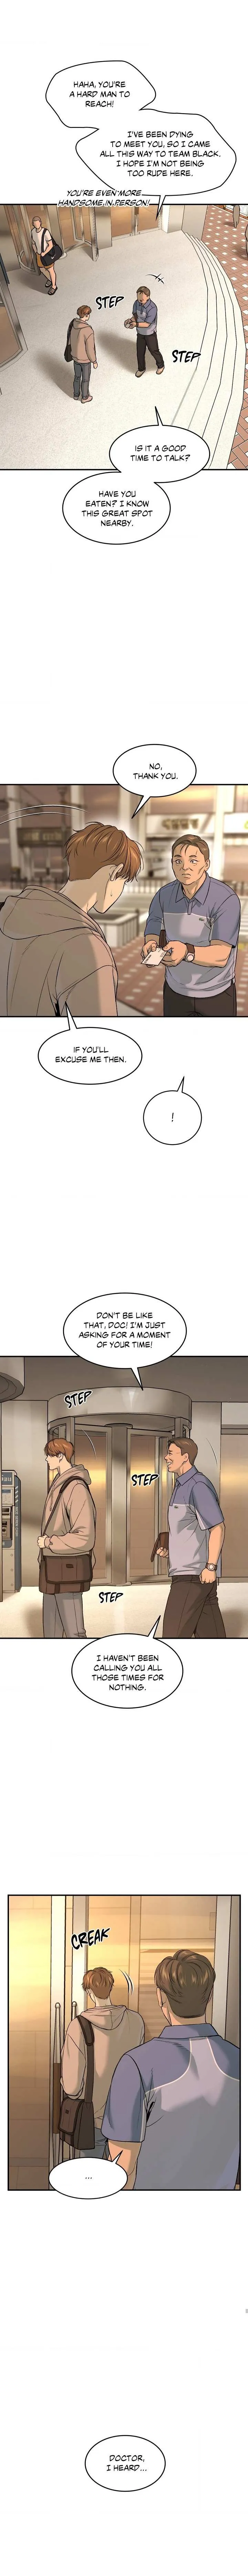 HAHA, YOU'RE
A HARD MAN TO
REACH!
I'VE BEEN DYING
TO MEET YOU, SO I CAME
ALL THIS WAY TO TEAM BLACK.
I HOPE I'M NOT BEING
TOO RUDE HERE.
YOU'RE EVEN MORE
HANDSOME IN PERSON!
STEP
STEP
IS IT A GOOD
TIME TO TALK?
HAVE YOU
EATEN? I KNOW
THIS GREAT SPOT
NEARBY.
NO,
THANK YOU.
IF YOU'LL
EXCUSE ME THEN.
!
DON'T BE LIKE
THAT, DOC! I'M JUST
ASKING FOR A MOMENT
OF YOUR TIME!
STEP
STEP
STEP
I HAVEN'T BEEN
CALLING YOU ALL
THOSE TIMES FOR
NOTHING.
CREAK
...
DOCTOR,
I HEARD...